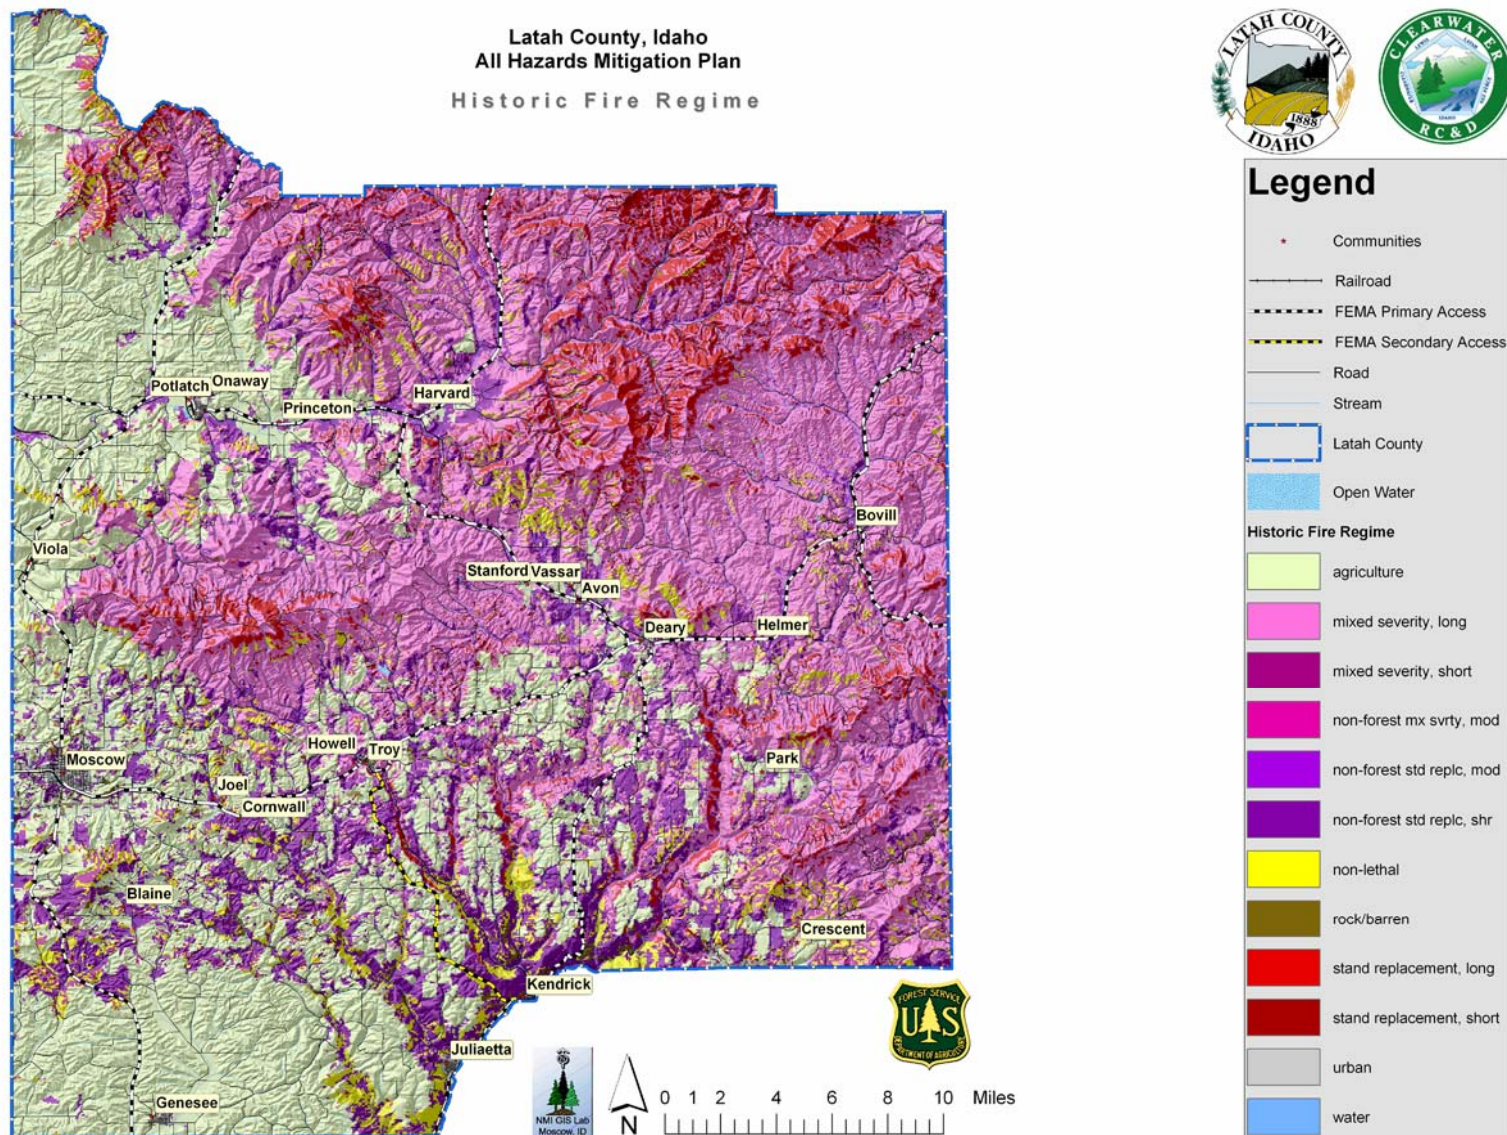 Latah County, Idaho
All Hazards Mitigation Plan
Historic Fire Regime
LATAH COUNTY
1888
IDAHO
CLEARWATER
RC&D
IDAHO
Legend
Communities
Railroad
FEMA Primary Access
FEMA Secondary Access
Road
Stream
Latah County
Open Water
Historic Fire Regime
agriculture
mixed severity, long
mixed severity, short
non-forest mx svrty, mod
non-forest std replc, mod
non-forest std replc, shr
non-lethal
rock/barren
stand replacement, long
stand replacement, short
urban
water
Potlatch
Onaway
Princeton
Harvard
Bovill
Viola
Stanford
Vassar
Avon
Deary
Helmer
Howell
Troy
Park
Moscow
Joel
Cornwall
Blaine
Crescent
Kendrick
Juliaetta
Genesee
FOREST SERVICE
U S
DEPARTMENT OF AGRICULTURE
NMI GIS Lab
Moscow, ID
N
0 1 2 4 6 8 10 Miles